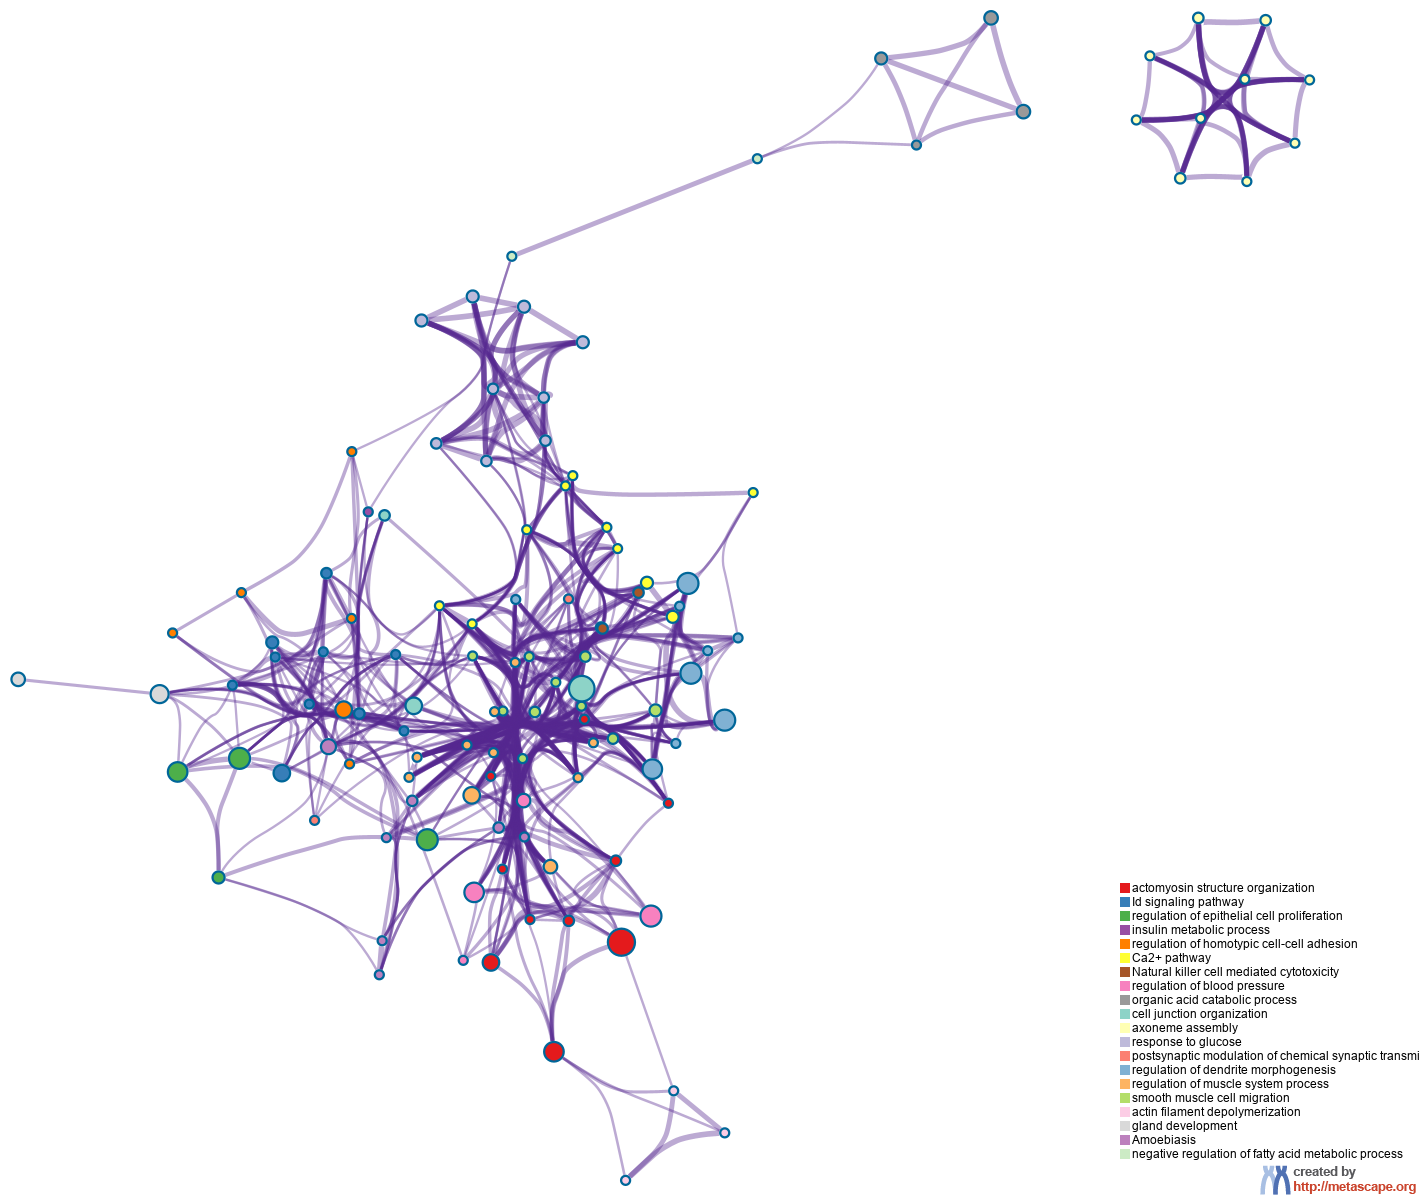 actomyosin structure organization
Id signaling pathway
regulation of epithelial cell proliferation
insulin metabolic process
regulation of homotypic cell-cell adhesion
Ca2+ pathway
Natural killer cell mediated cytotoxicity
regulation of blood pressure
organic acid catabolic process
cell junction organization
axoneme assembly
response to glucose
postsynaptic modulation of chemical synaptic transmi
regulation of dendrite morphogenesis
regulation of muscle system process
smooth muscle cell migration
actin filament depolymerization
gland development
Amoebiasis
negative regulation of fatty acid metabolic process
created by
http://metascape.org